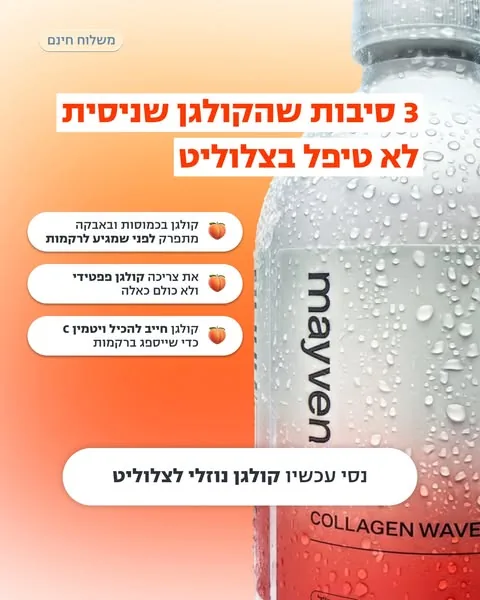 משלוח חינם
3 סיבות שהקולגן שניסית
לא טיפל בצלוליט
קולגן בכמוסות ובאבקה
מתפרק לפני שמגיע לרקמות
את צריכה קולגן פפטידי
ולא כולם כאלה
קולגן חייב להכיל ויטמין C
כדי שייספג ברקמות
mayven
נסי עכשיו קולגן נוזלי לצלוליט
COLLAGEN WAVE